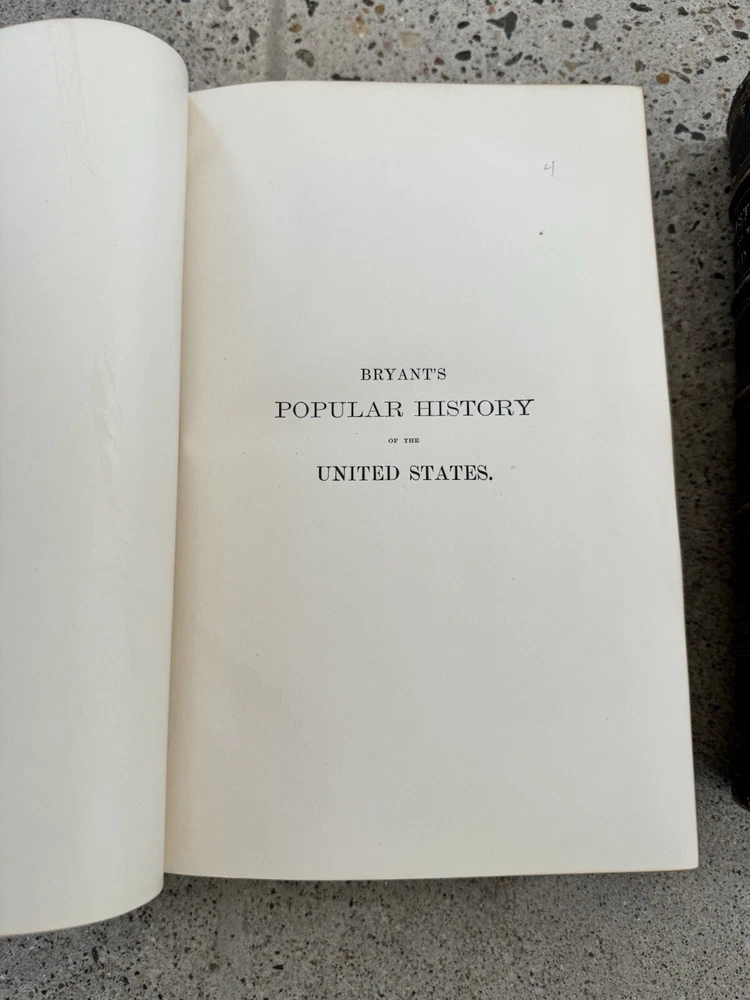 4
BRYANT'S
POPULAR HISTORY
OF THE
UNITED STATES.